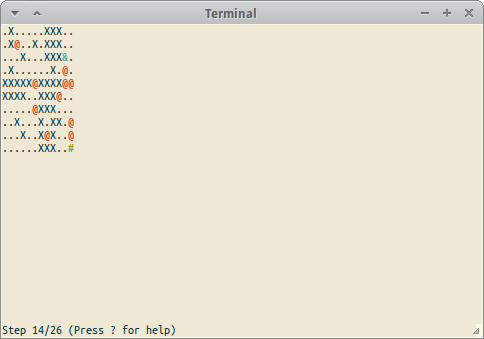 Terminal
.X.....XXX..
.X@..X.XXX..
...X...XXX&.
.X......X.@.
XXXXX@XXXX@@
XXXX..XXX@..
.....@XXX...
..X...X.XX.@
...X..X@X..@
......XXX..#
Step 14/26 (Press ? for help)